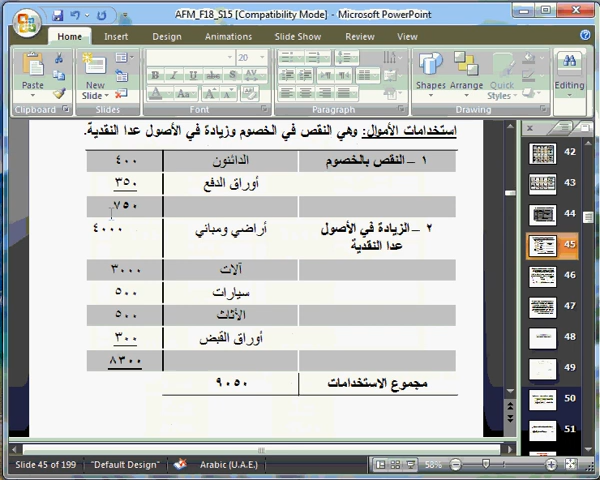 AFM_F18_S15 [Compatibility Mode] - Microsoft PowerPoint
Home Insert Design Animations Slide Show Review View
Paste New Slide 20 Shapes Arrange Quick Styles Editing
Clipboard Slides Font Paragraph Drawing
إستخدامات الأموال: وهي النقص في الخصوم وزيادة في الأصول عدا النقدية.
١ – النقص بالخصوم الدائنون ٤٠٠
أوراق الدفع ٣٥٠
٧٥٠
٢ – الزيادة في الأصول أراضي ومباني ٤٠٠٠
عدا النقدية
آلات ٣٠٠٠
سيارات ٥٠٠
الأثاث ٥٠٠
أوراق القبض ٣٠٠
٨٣٠٠
مجموع الاستخدامات ٩٠٥٠
42
43
44
45
46
47
48
49
50
51
Slide 45 of 199 "Default Design" Arabic (U.A.E.) 58%